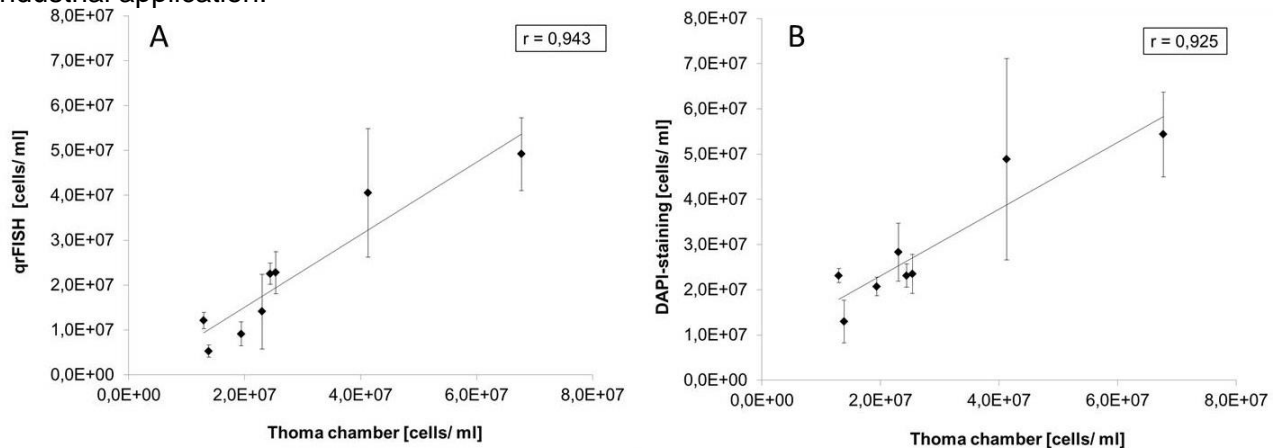 industrial application.
A
r = 0,943
8,0E+07
7,0E+07
6,0E+07
5,0E+07
4,0E+07
3,0E+07
2,0E+07
1,0E+07
0,0E+00
qrFISH [cells/ ml]
0,0E+00 2,0E+07 4,0E+07 6,0E+07 8,0E+07
Thoma chamber [cells/ ml]
B
r = 0,925
8,0E+07
7,0E+07
6,0E+07
5,0E+07
4,0E+07
3,0E+07
2,0E+07
1,0E+07
0,0E+00
DAPI-staining [cells/ ml]
0,0E+00 2,0E+07 4,0E+07 6,0E+07 8,0E+07
Thoma chamber [cells/ ml]